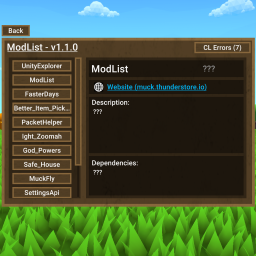 Back
ModList - v1.1.0
CL Errors (7)
UnityExplorer
ModList
FasterDays
Better_Item_Pick...
PacketHelper
lght_Zoomah
God_Powers
Safe_House
MuckFly
SettingsApi
ModList
???
Website (muck.thunderstore.io)
Description:
???
Dependencies:
???